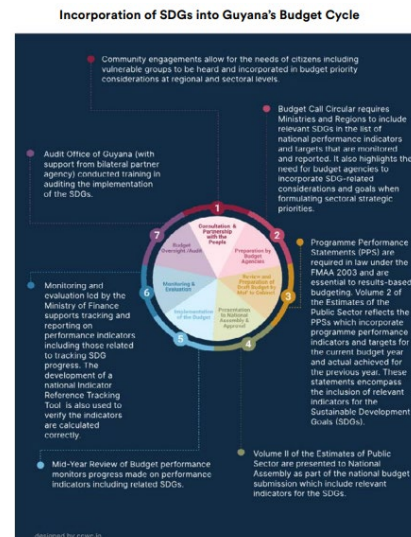 Incorporation of SDGs into Guyana's Budget Cycle
Community engagements allow for the needs of citizens including
vulnerable groups to be heard and incorporated in budget priority
considerations at regional and sectoral levels.
Budget Call Circular requires
Ministries and Regions to include
relevant SDGs in the list of
national performance indicators
and targets that are monitored
and reported. It also highlights the
need for budget agencies to
incorporate SDG-related
considerations and goals when
formulating sectoral strategic
priorities.
Audit Office of Guyana (with
support from bilateral partner
agency) conducted training in
auditing the implementation
of the SDGs.
1
Consultation &
Partnership
with the
People
2
Preparation by
Budget
Agencies
3
Review and
Preparation of
Draft Budget by
MoF to Cabinet
4
Presentation to
National
Assembly &
Approval
5
Implementation
of the Budget
6
Monitoring &
Evaluation
7
Budget
Oversight/Audit
Programme Performance
Statements (PPS) are
required in law under the
FMAA 2003 and are
essential to results-based
budgeting. Volume 2 of
the Estimates of the
Public Sector reflects the
PPSs which incorporate
programme performance
indicators and targets for
the current budget year
and actual achieved for
the previous year. These
statements encompass
the inclusion of relevant
indicators for the
Sustainable Development
Goals (SDGs).
Monitoring and
evaluation led by the
Ministry of Finance
supports tracking and
reporting on
performance indicators
including those related
to tracking SDG
progress. The
development of a
national Indicator
Reference Tracking
Tool is also used to
verify the indicators
are calculated
correctly.
Mid-Year Review of Budget performance
monitors progress made on performance
indicators including related SDGs.
Volume II of the Estimates of Public
Sector are presented to National
Assembly as part of the national budget
submission which include relevant
indicators for the SDGs.